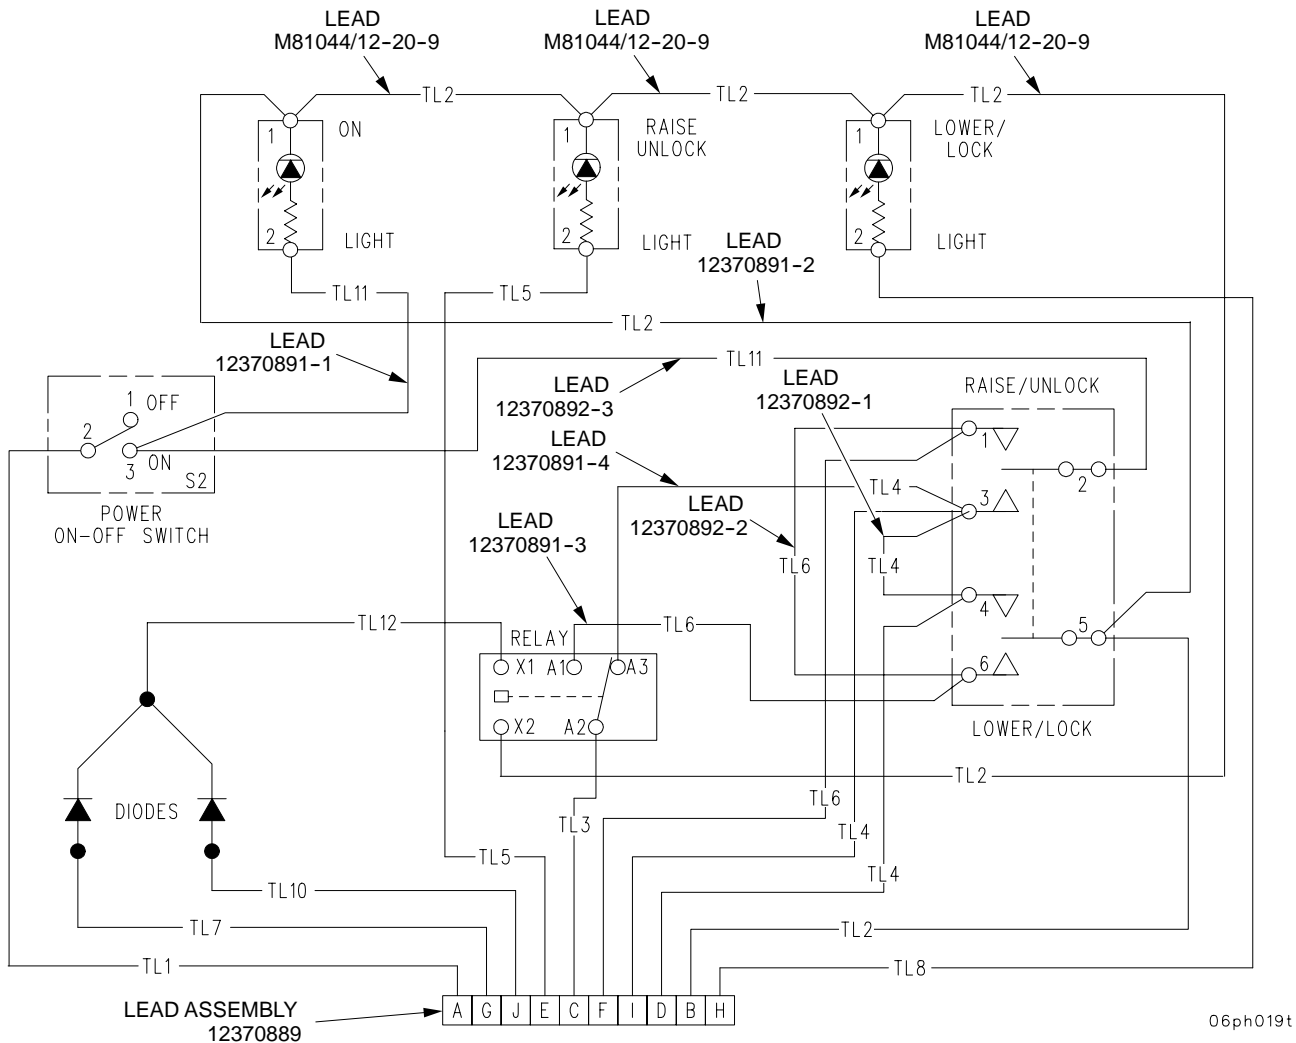 LEAD
M81044/12-20-9
LEAD
M81044/12-20-9
LEAD
M81044/12-20-9
TL2
TL2
TL2
1
ON
2
LIGHT
1
RAISE
UNLOCK
2
LIGHT
1
LOWER/
LOCK
2
LIGHT
LEAD
12370891-2
TL11
TL5
TL2
LEAD
12370891-1
TL11
LEAD
12370892-3
LEAD
12370892-1
RAISE/UNLOCK
1
OFF
2
3
ON
S2
POWER
ON-OFF SWITCH
LEAD
12370891-4
LEAD
12370892-2
LEAD
12370891-3
TL4
TL6
TL4
1
2
3
4
5
6
LOWER/LOCK
TL12
RELAY
TL6
X1
A1
A3
X2
A2
TL2
DIODES
TL3
TL6
TL4
TL4
TL5
TL10
TL7
TL2
TL1
TL8
LEAD ASSEMBLY
12370889
A G J E C F I D B H
06ph019t